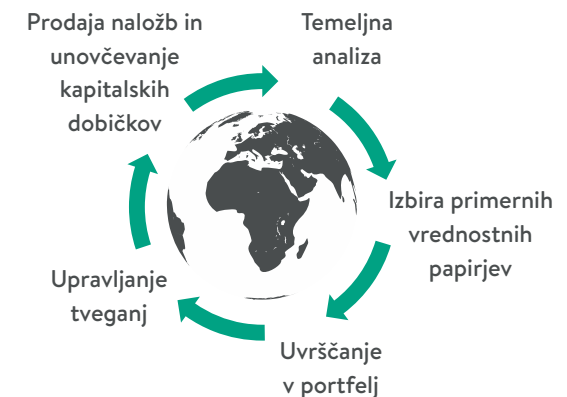 Prodaja naložb in
unovčevanje
kapitalskih
dobičkov
Temeljna
analiza
Izbira primernih
vrednostnih
papirjev
Uvrščanje
v portfelj
Upravljanje
tveganj